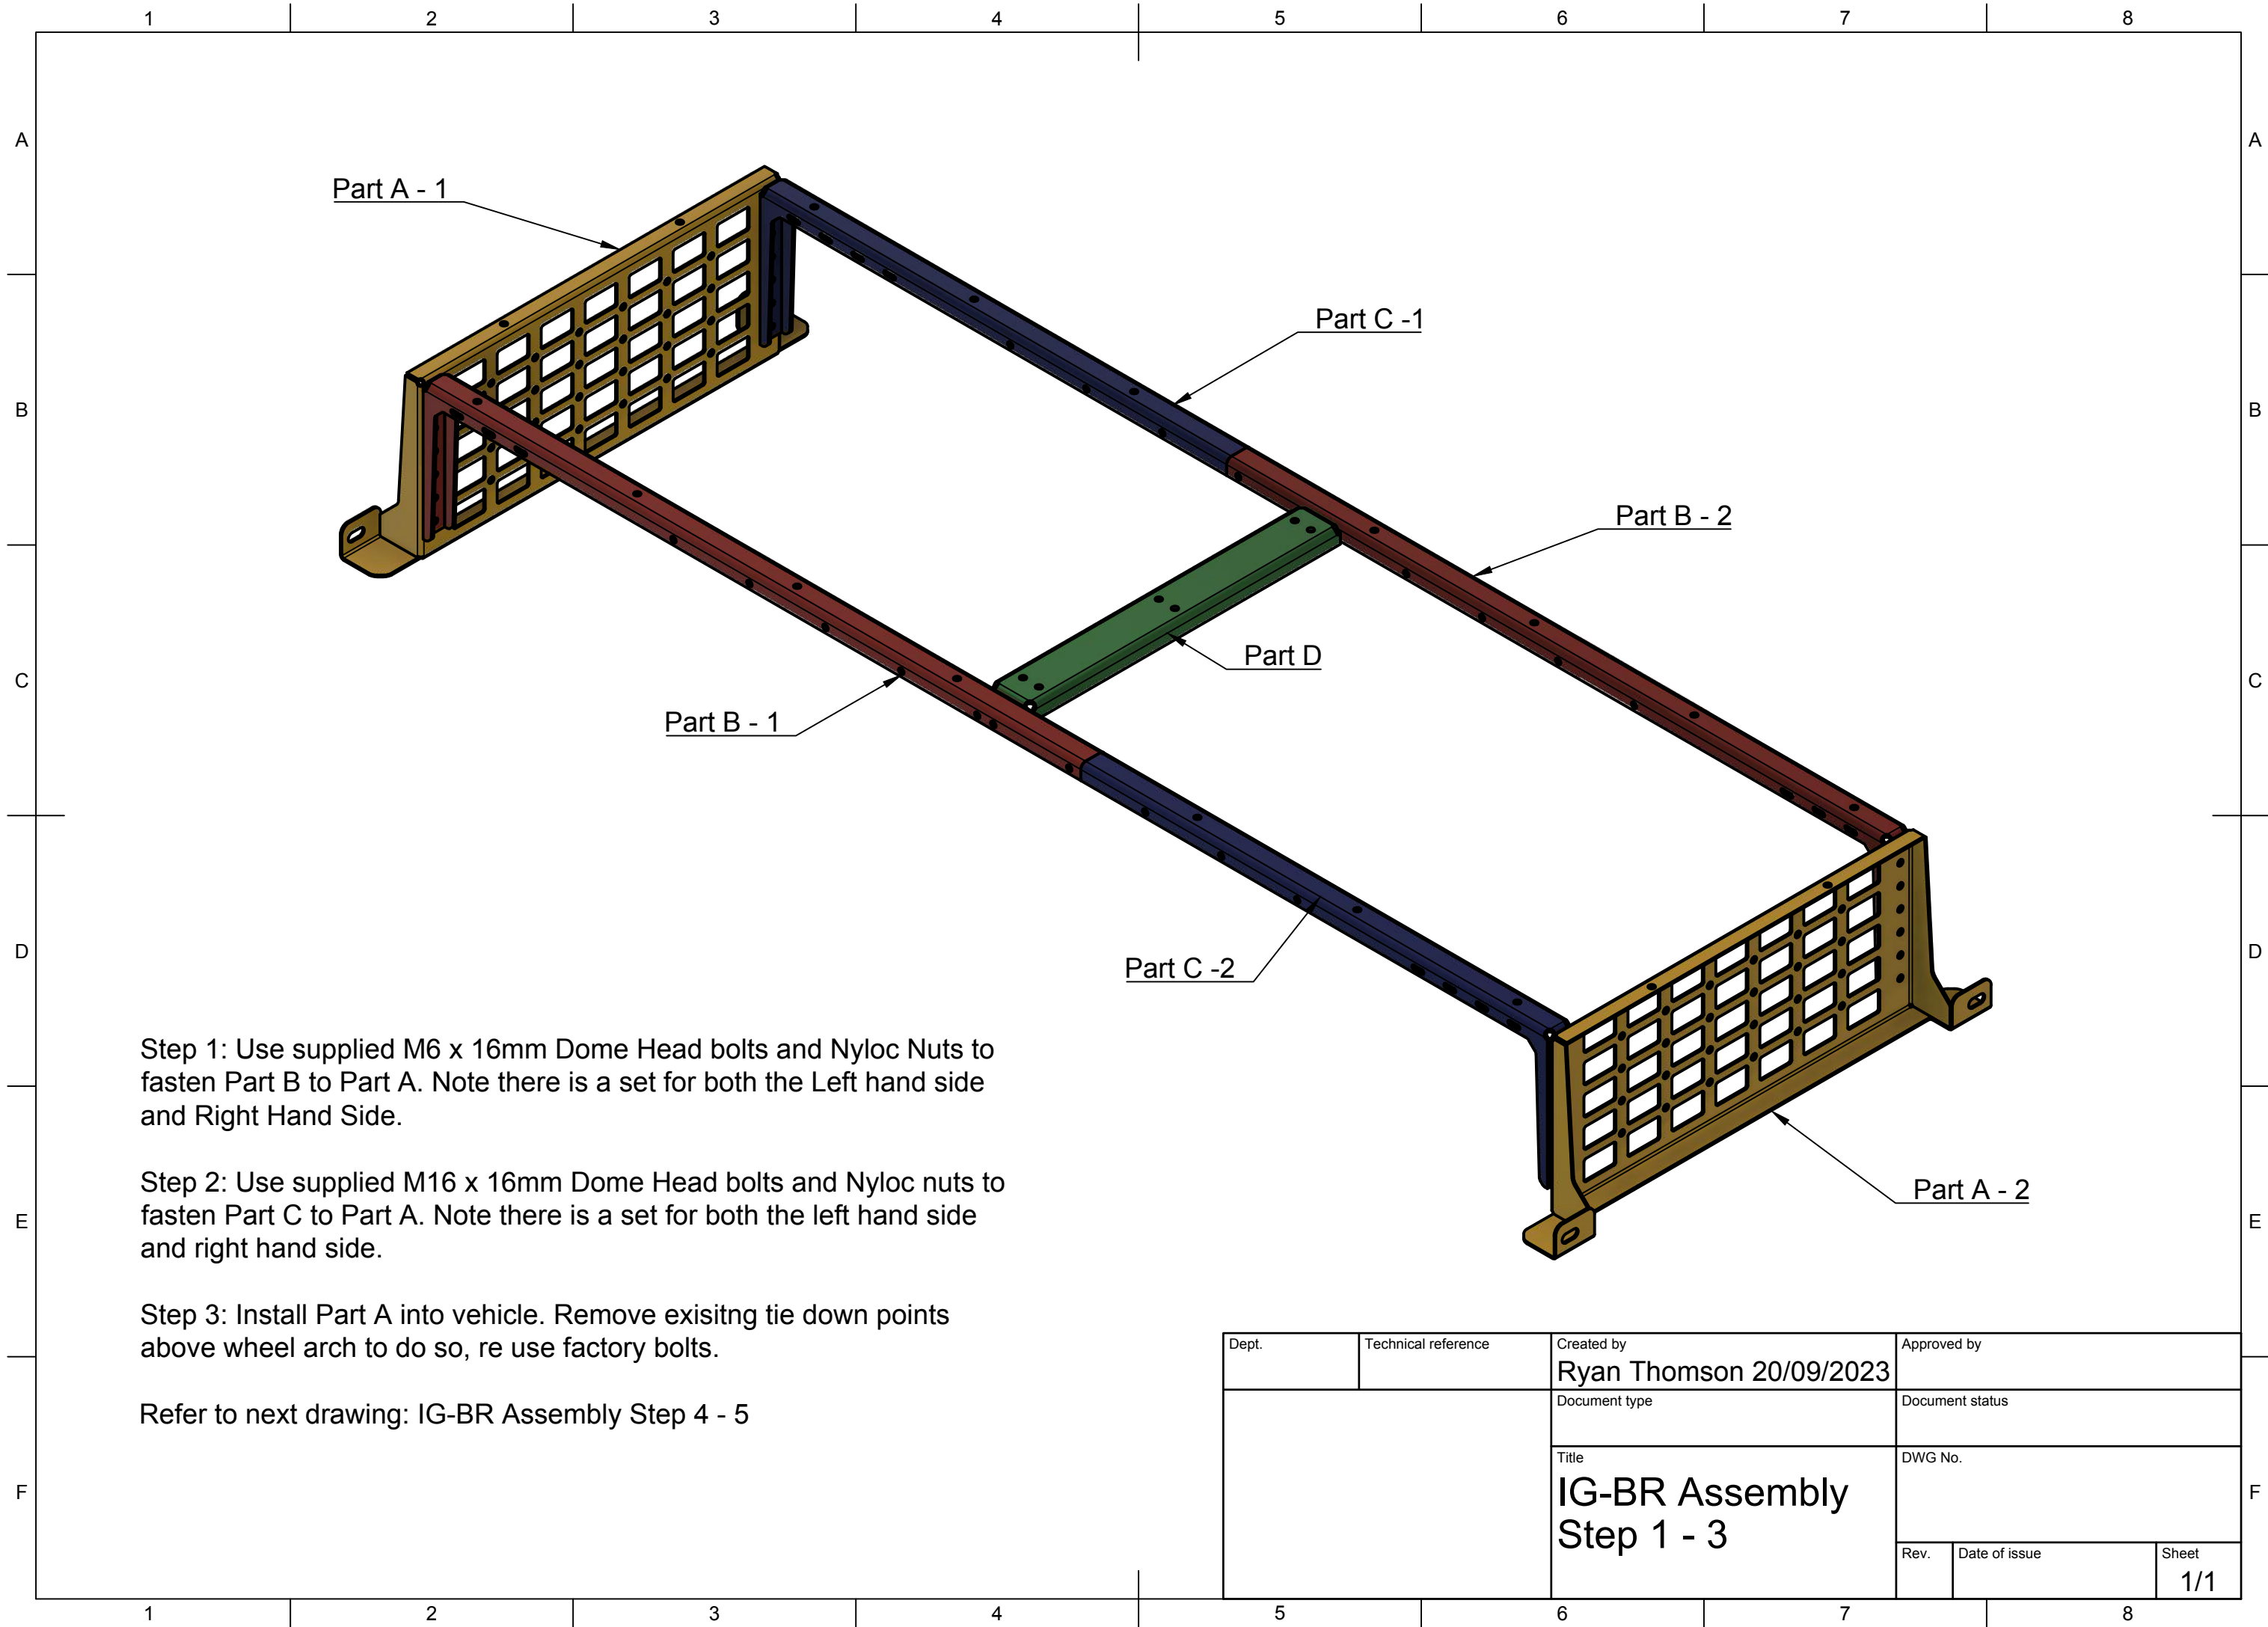 1 2 3 4 5 6 7 8
A A
Part A - 1
Part C -1
B B
Part B - 2
Part D
C C
Part B - 1
D D
Part C -2
Step 1: Use supplied M6 x 16mm Dome Head bolts and Nyloc Nuts to
fasten Part B to Part A. Note there is a set for both the Left hand side
and Right Hand Side.
Step 2: Use supplied M16 x 16mm Dome Head bolts and Nyloc nuts to
fasten Part C to Part A. Note there is a set for both the left hand side
and right hand side.
Part A - 2
E E
Step 3: Install Part A into vehicle. Remove exisitng tie down points
above wheel arch to do so, re use factory bolts.
Refer to next drawing: IG-BR Assembly Step 4 - 5
Dept. Technical reference Created by Approved by
Ryan Thomson 20/09/2023
Document type Document status
Title DWG No.
IG-BR Assembly
Step 1 - 3
F F
Rev. Date of issue Sheet
1/1
1 2 3 4 5 6 7 8